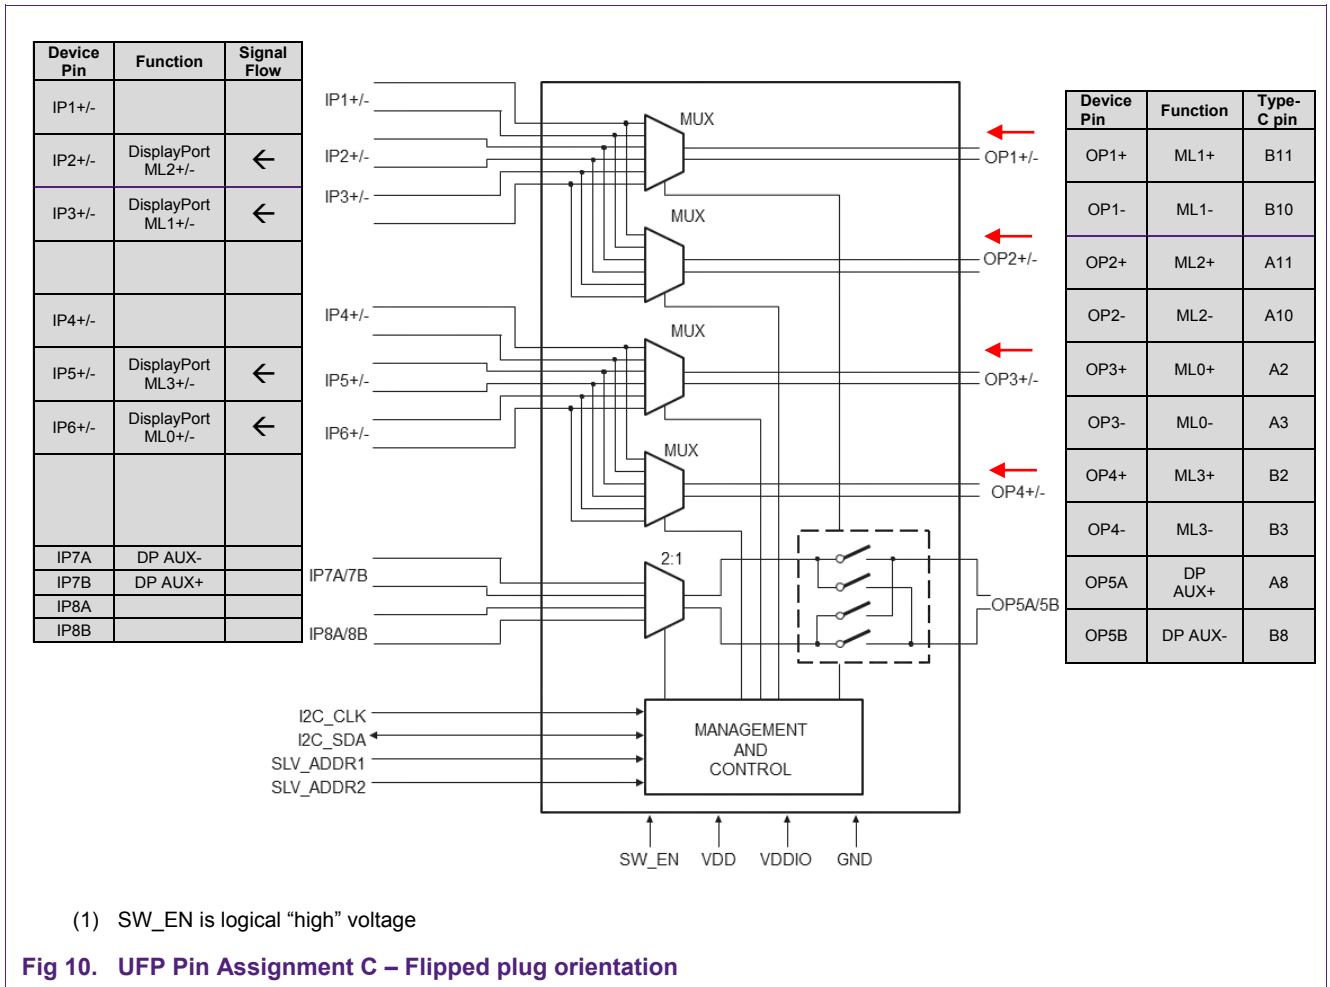 Device Pin Function Signal Flow
IP1+/-
IP2+/- DisplayPort ML2+/- ←
IP3+/- DisplayPort ML1+/- ←
IP4+/-
IP5+/- DisplayPort ML3+/- ←
IP6+/- DisplayPort ML0+/- ←
IP7A DP AUX-
IP7B DP AUX+
IP8A
IP8B
IP1+/-
IP2+/-
IP3+/-
IP4+/-
IP5+/-
IP6+/-
IP7A/7B
IP8A/8B
I2C_CLK
I2C_SDA
SLV_ADDR1
SLV_ADDR2
MUX
MUX
MUX
MUX
2:1
MANAGEMENT
AND
CONTROL
SW_EN VDD VDDIO GND
OP1+/-
OP2+/-
OP3+/-
OP4+/-
OP5A/5B
Device Pin Function Type-C pin
OP1+ ML1+ B11
OP1- ML1- B10
OP2+ ML2+ A11
OP2- ML2- A10
OP3+ ML0+ A2
OP3- ML0- A3
OP4+ ML3+ B2
OP4- ML3- B3
OP5A DP AUX+ A8
OP5B DP AUX- B8
(1) SW_EN is logical “high” voltage
Fig 10. UFP Pin Assignment C – Flipped plug orientation